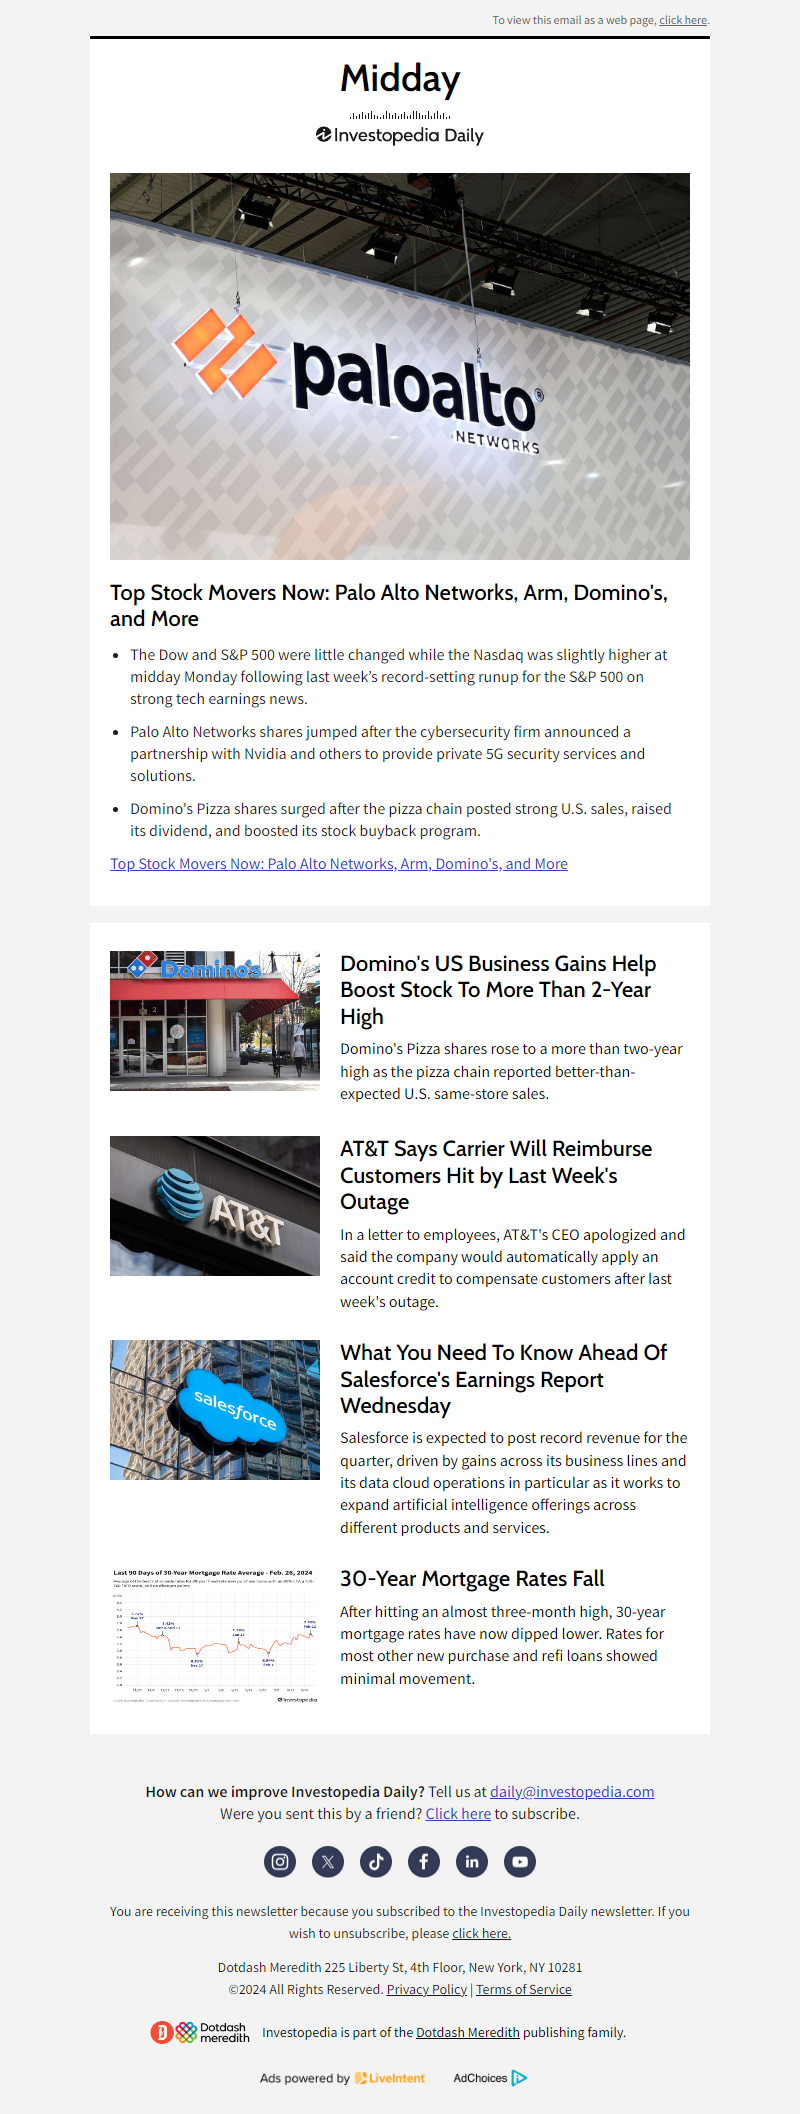 To view this email as a web page, click here.
Midday
Investopedia Daily
paloalto
NETWORKS
Top Stock Movers Now: Palo Alto Networks, Arm, Domino's,
and More
• The Dow and S&P 500 were little changed while the Nasdaq was slightly higher at
midday Monday following last week’s record-setting runup for the S&P 500 on
strong tech earnings news.
• Palo Alto Networks shares jumped after the cybersecurity firm announced a
partnership with Nvidia and others to provide private 5G security services and
solutions.
• Domino's Pizza shares surged after the pizza chain posted strong U.S. sales, raised
its dividend, and boosted its stock buyback program.
Top Stock Movers Now: Palo Alto Networks, Arm, Domino's, and More
Domino's
Domino's US Business Gains Help
Boost Stock To More Than 2-Year
High
Domino's Pizza shares rose to a more than two-year
high as the pizza chain reported better-than-
expected U.S. same-store sales.
AT&T
AT&T Says Carrier Will Reimburse
Customers Hit by Last Week's
Outage
In a letter to employees, AT&T's CEO apologized and
said the company would automatically apply an
account credit to compensate customers after last
week's outage.
salesforce
What You Need To Know Ahead Of
Salesforce's Earnings Report
Wednesday
Salesforce is expected to post record revenue for the
quarter, driven by gains across its business lines and
its data cloud operations in particular as it works to
expand artificial intelligence offerings across
different products and services.
Last 90 Days of 30-Year Mortgage Rate Average - Feb. 26, 2024
Investopedia
30-Year Mortgage Rates Fall
After hitting an almost three-month high, 30-year
mortgage rates have now dipped lower. Rates for
most other new purchase and refi loans showed
minimal movement.
How can we improve Investopedia Daily? Tell us at daily@investopedia.com
Were you sent this by a friend? Click here to subscribe.
You are receiving this newsletter because you subscribed to the Investopedia Daily newsletter. If you
wish to unsubscribe, please click here.
Dotdash Meredith 225 Liberty St, 4th Floor, New York, NY 10281
©2024 All Rights Reserved. Privacy Policy | Terms of Service
Dotdash
meredith
Investopedia is part of the Dotdash Meredith publishing family.
Ads powered by LiveIntent
AdChoices